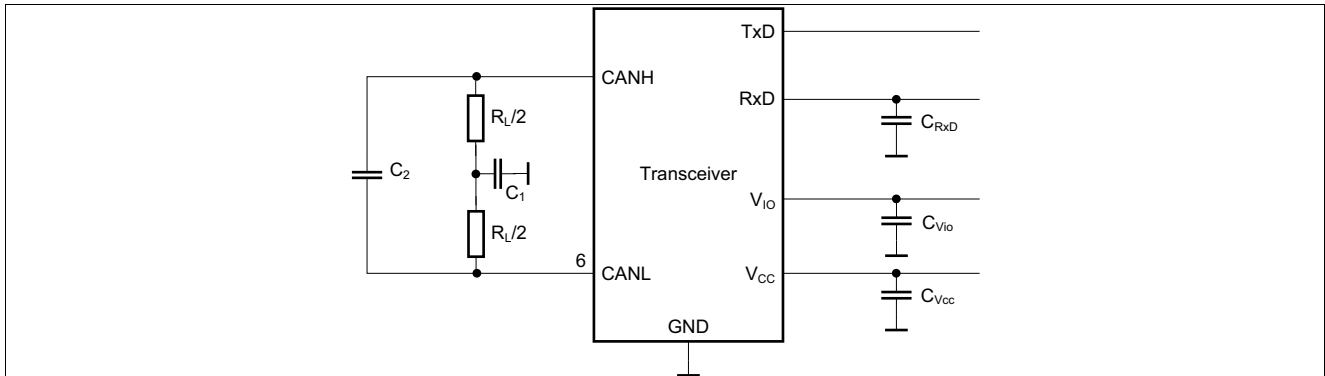 TxD
CANH
RxD
R_L/2
C_RxD
C_2
Transceiver
C_1
V_IO
C_Vio
R_L/2
6
CANL
V_CC
C_Vcc
GND